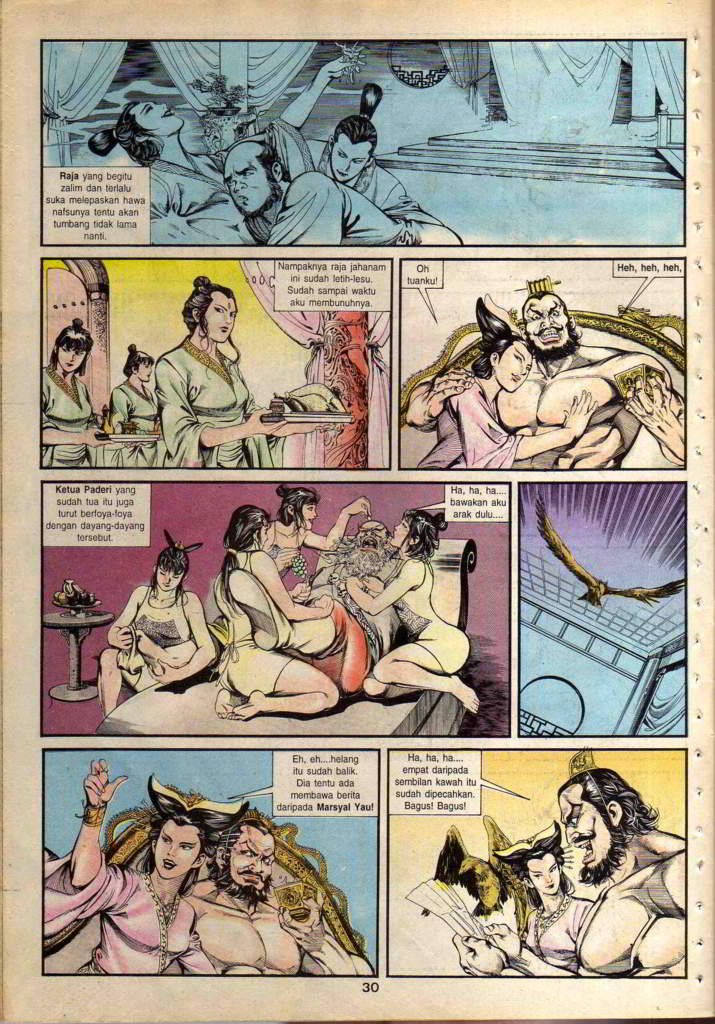 Raja yang begitu
zalim dan terlalu
suka melepaskan hawa
nafsunya tentu akan
tumbang tidak lama
nanti.
Nampaknya raja jahanam
ini sudah letih-lesu.
Sudah sampai waktu
aku membunuhnya.
Oh
tuanku!
Heh, heh, heh,
Ketua Paderi yang
sudah tua itu juga
turut berfoya-foya
dengan dayang-dayang
tersebut.
Ha, ha, ha....
bawakan aku
arak dulu....
Eh, eh....helang
itu sudah balik.
Dia tentu ada
membawa berita
daripada Marsyal Yau!
Ha, ha, ha....
empat daripada
sembilan kawah itu
sudah dipecahkan.
Bagus! Bagus!
30